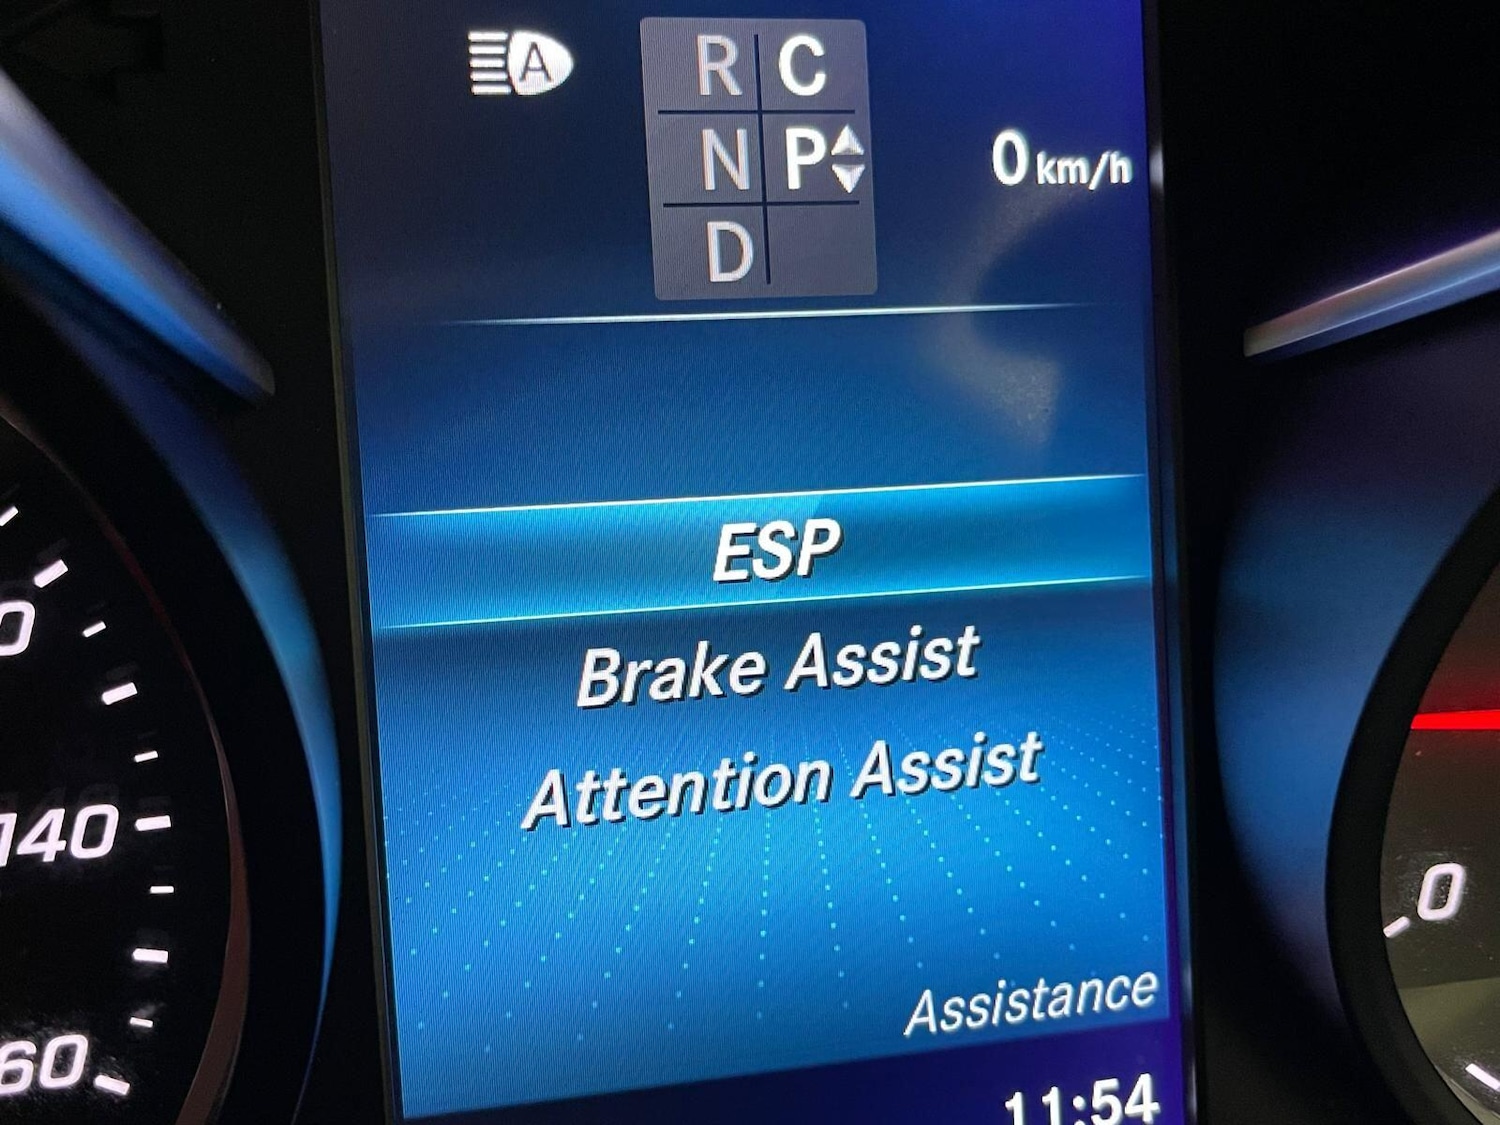 A
R C
N P
D
0 km/h
ESP
Brake Assist
Attention Assist
140
60
0
Assistance
11:54